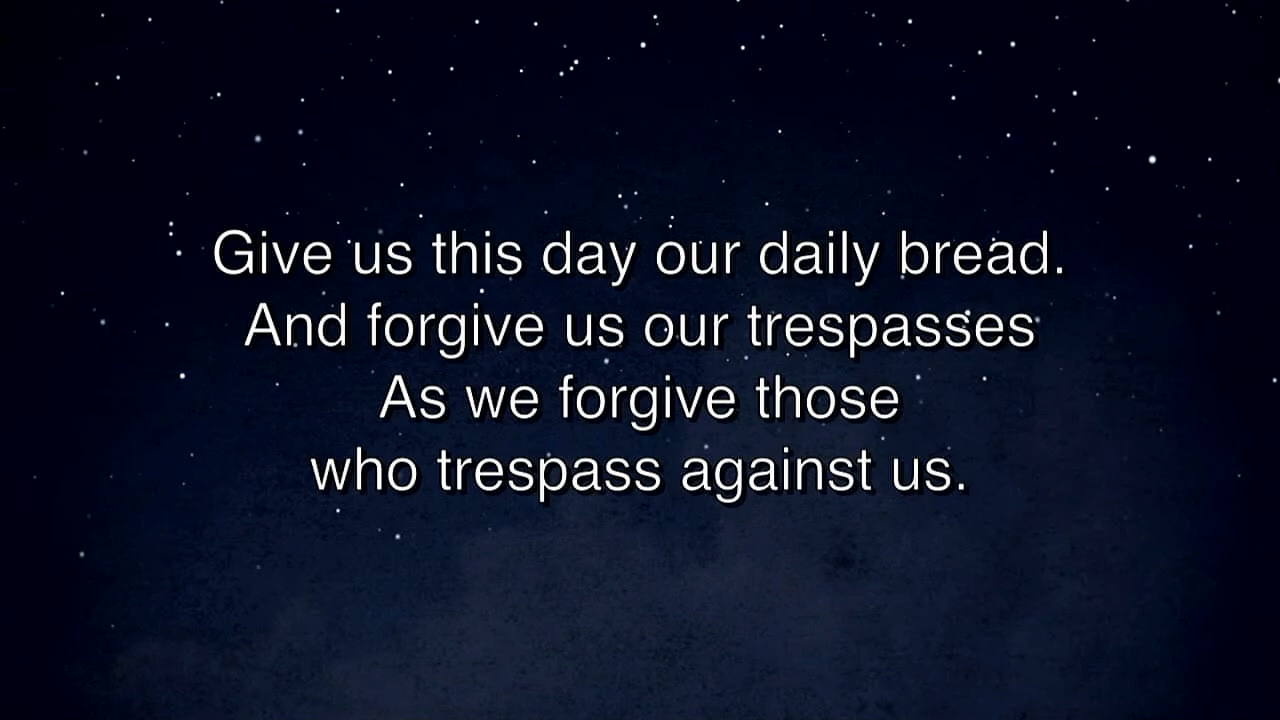 Give us this day our daily bread.
And forgive us our trespasses
As we forgive those
who trespass against us.